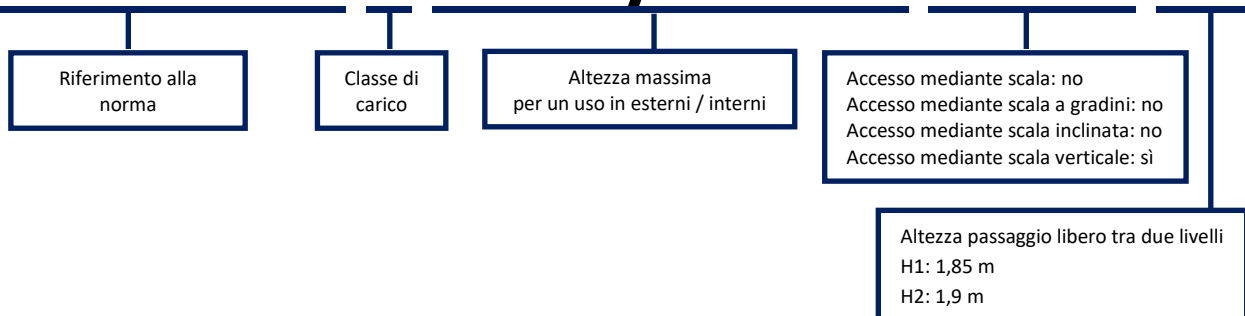 Riferimento alla
norma
Classe di
carico
Altezza massima
per un uso in esterni / interni
Accesso mediante scala: no
Accesso mediante scala a gradini: no
Accesso mediante scala inclinata: no
Accesso mediante scala verticale: sì
Altezza passaggio libero tra due livelli
H1: 1,85 m
H2: 1,9 m